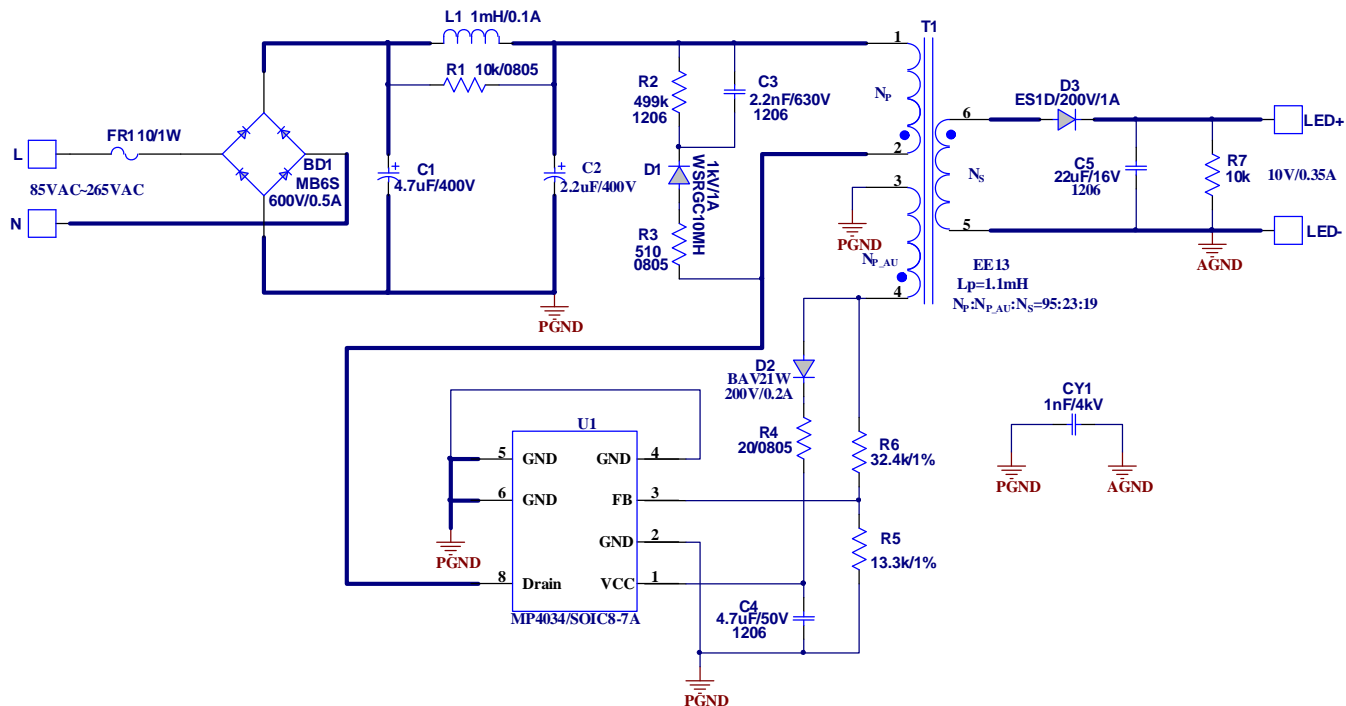 L1 1mH/0.1A
T1
1
R1 10k/0805
R2
499k
1206
C3
2.2nF/630V
1206
NP
D3
ES1D/200V/1A
6
LED+
FR1 10/1W
L
85VAC~265VAC
N
BD1
MB6S
600V/0.5A
+
C1
4.7uF/400V
+
C2
2.2uF/400V
D1
1KV/1A
WSRGC10MH
2
3
PGND
NS
C5
22uF/16V
1206
R7
10k
10V/0.35A
R3
510
0805
NP_AU
5
LED-
AGND
4
EE13
Lp=1.1mH
NP:NP_AU:NS=95:23:19
PGND
D2
BAV21W
200V/0.2A
CY1
1nF/4kV
PGND
AGND
U1
R4
20/0805
R6
32.4k/1%
5
GND
GND
4
6
GND
FB
3
PGND
GND
2
R5
13.3k/1%
8
Drain
VCC
1
MP4034/SOIC8-7A
C4
4.7uF/50V
1206
PGND